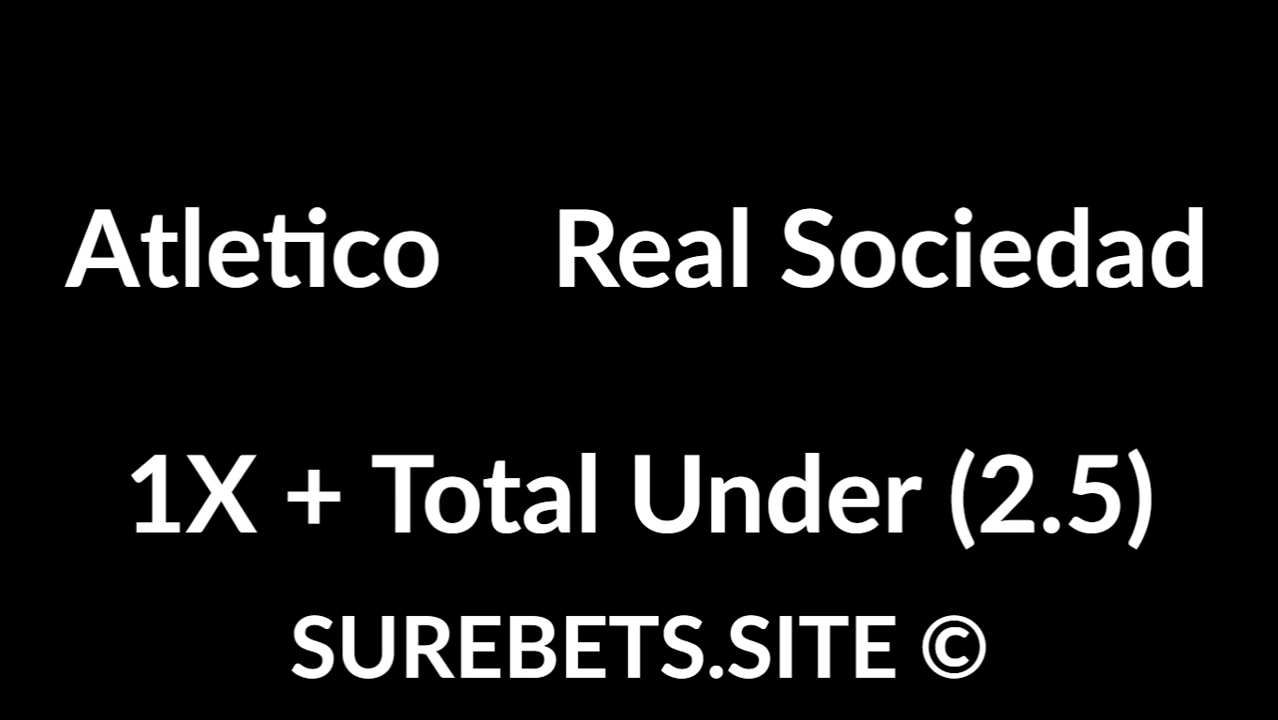 Atletico Real Sociedad
1X + Total Under (2.5)
SUREBETS.SITE ©